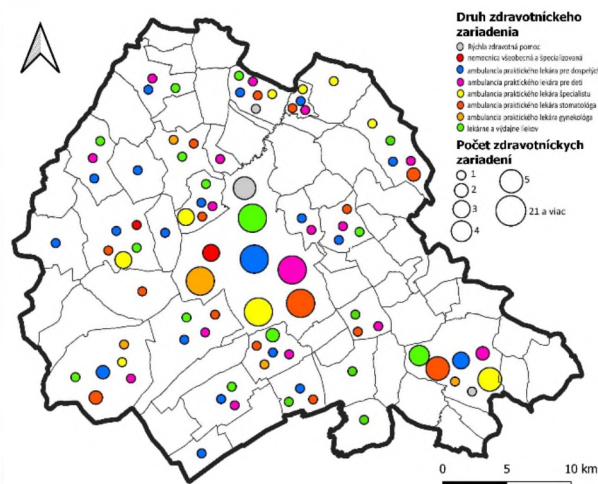 Druh zdravotníckeho
zariadenia
Rýchla zdravotná pomoc
nemocnica všeobecná a špecializovaná
ambulancia praktického lekára pre dospelých
ambulancia praktického lekára pre deti
ambulancia praktického lekára špecialistu
ambulancia praktického lekára stomatológa
ambulancia praktického lekára gynekológa
lekárne a výdajne liekov
Počet zdravotníckych
zariadení
1
2
3
4
5
21 a viac
0 5 10 km